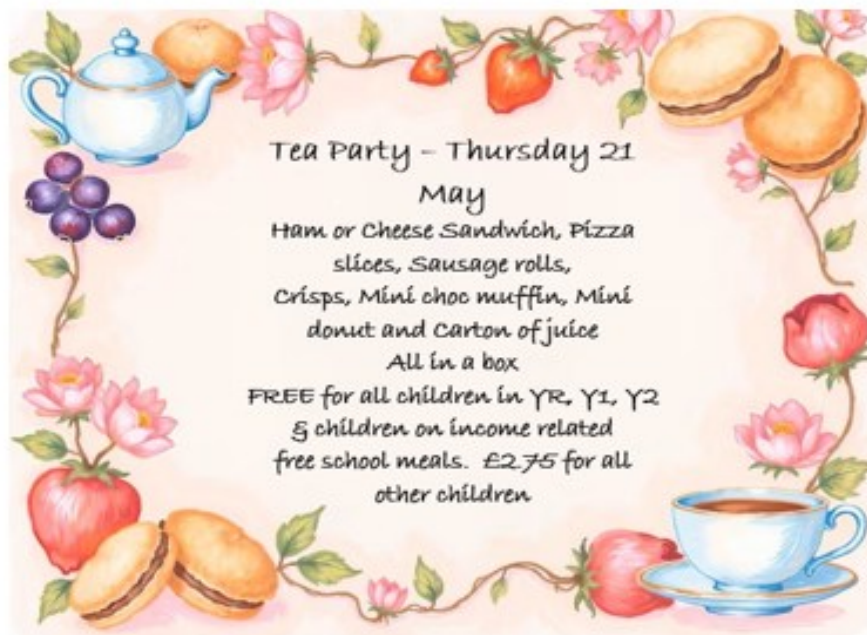 Tea Party – Thursday 21
May
Ham or Cheese Sandwich, Pizza
slices, Sausage rolls,
Crisps, Mini choc muffin, Mini
donut and Carton of juice
All in a box
FREE for all children in YR, Y1, Y2
& children on income related
free school meals. £2.75 for all
other children